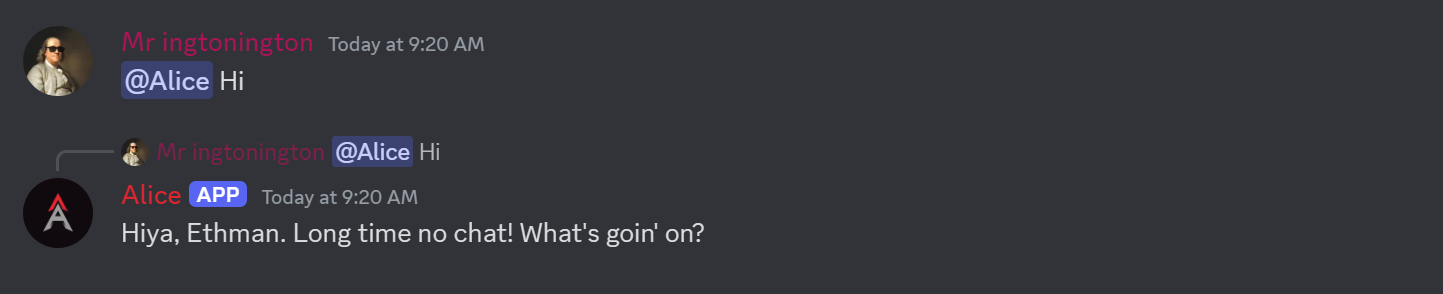 Mr ingtonington Today at 9:20 AM
@Alice Hi
Mr ingtonington @Alice Hi
Alice APP Today at 9:20 AM
Hiya, Ethman. Long time no chat! What's goin' on?